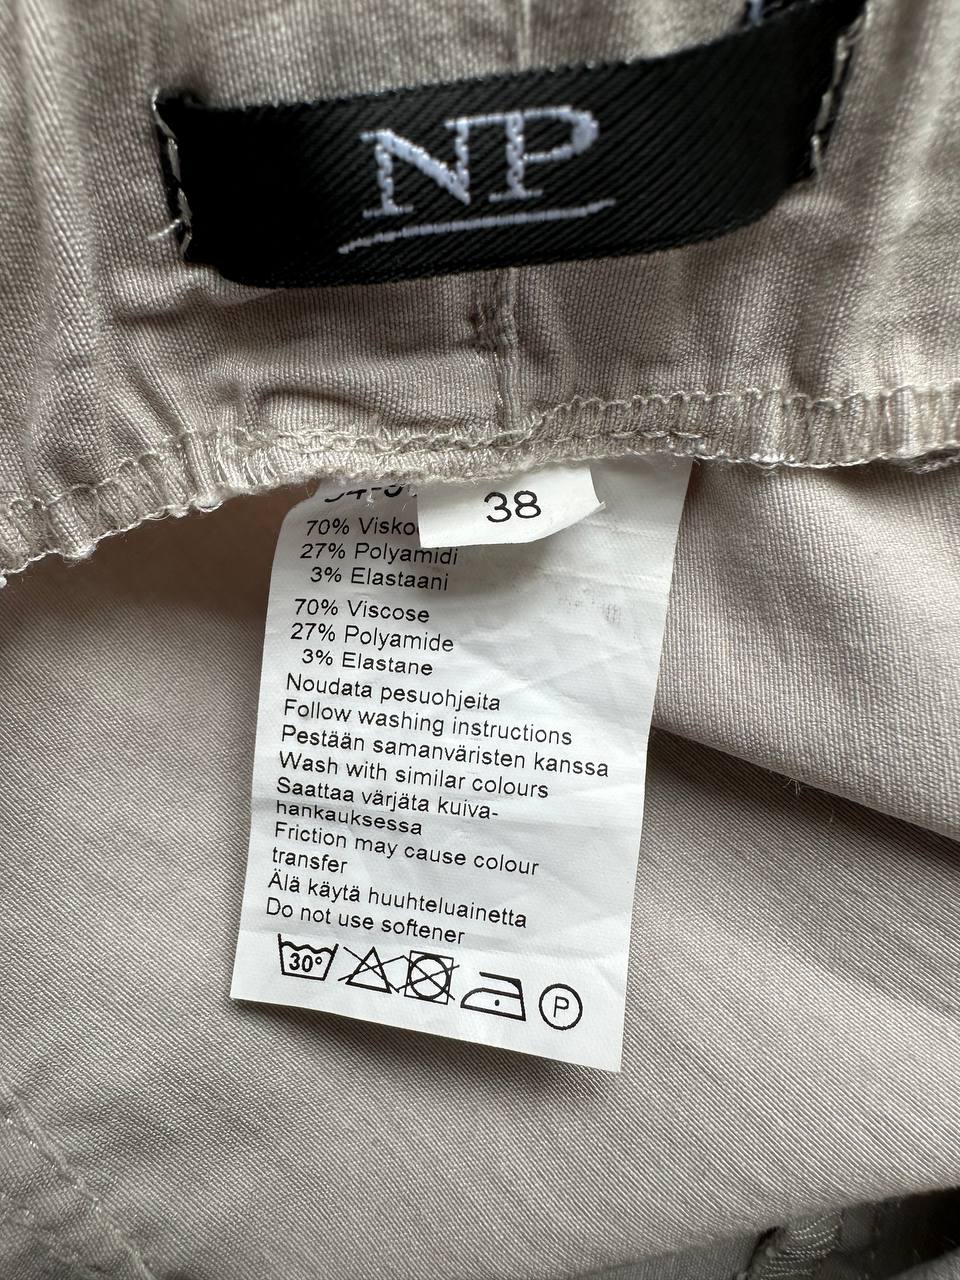 NP
38
70%
27% Polyamidi
3% Elastaani
70% Viscose
27% Polyamide
3% Elastane
Noudata pesuohjeita
Follow washing instructions
Pestään samanväristen kanssa
Wash with similar colours
Saattaa värjätä kuiva-
hankauksessa
Friction may cause colour
transfer
Älä käytä huuhteluainetta
Do not use softener
30° P